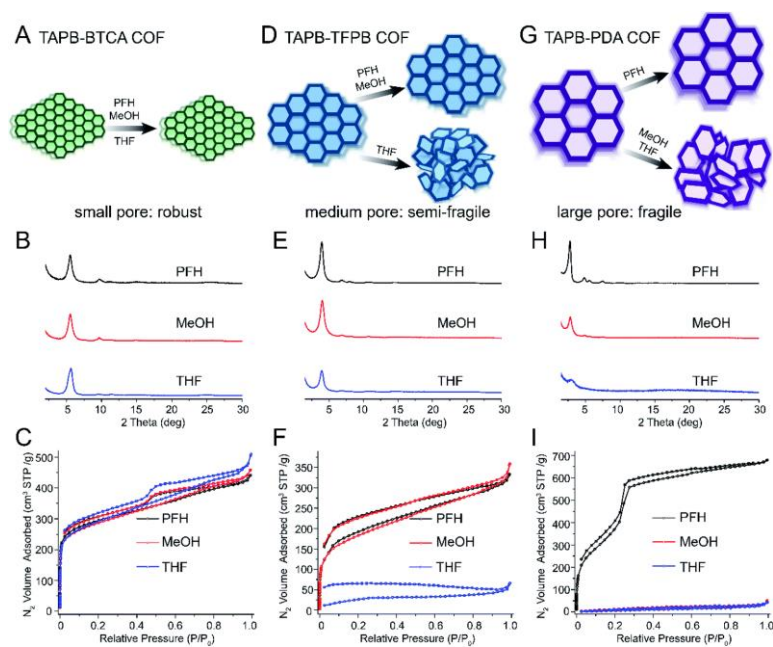 A TAPB-BTCA COF
PFH
MeOH
THF
small pore: robust
D TAPB-TFPB COF
PFH
MeOH
THF
medium pore: semi-fragile
G TAPB-PDA COF
PFH
MeOH
THF
large pore: fragile
B
PFH
MeOH
THF
5 10 15 20 25 30
2 Theta (deg)
E
PFH
MeOH
THF
5 10 15 20 25 30
2 Theta (deg)
H
PFH
MeOH
THF
5 10 15 20 25 30
2 Theta (deg)
C
N₂ Volume Adsorbed (cm³ STP /g)
500
400
300
200
100
0
PFH
MeOH
THF
0.0 0.2 0.4 0.6 0.8 1.0
Relative Pressure (P/P₀)
F
N₂ Volume Adsorbed (cm³ STP /g)
400
350
300
250
200
150
100
50
0
PFH
MeOH
THF
0.0 0.2 0.4 0.6 0.8 1.0
Relative Pressure (P/P₀)
I
N₂ Volume Adsorbed (cm³ STP /g)
700
600
500
400
300
200
100
0
PFH
MeOH
THF
0.0 0.2 0.4 0.6 0.8 1.0
Relative Pressure (P/P₀)